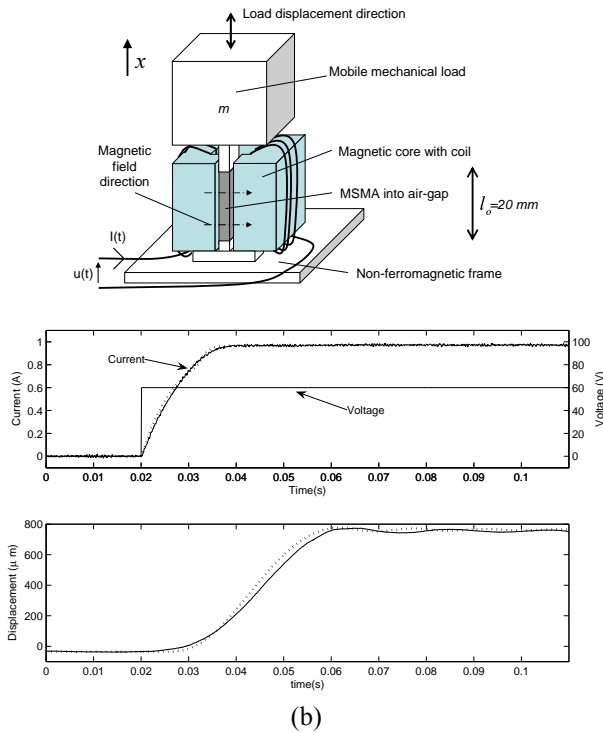 Load displacement direction
x
Mobile mechanical load
m
Magnetic field direction
Magnetic core with coil
MSMA into air-gap
l_o=20 mm
I(t)
u(t)
Non-ferromagnetic frame
1
0.8
0.6
0.4
0.2
0
Current (A)
Current
Voltage
100
80
60
40
20
0
Voltage (V)
0 0.01 0.02 0.03 0.04 0.05 0.06 0.07 0.08 0.09 0.1
Time(s)
800
600
400
200
0
Displacement (μ m)
0 0.01 0.02 0.03 0.04 0.05 0.06 0.07 0.08 0.09 0.1
time(s)
(b)